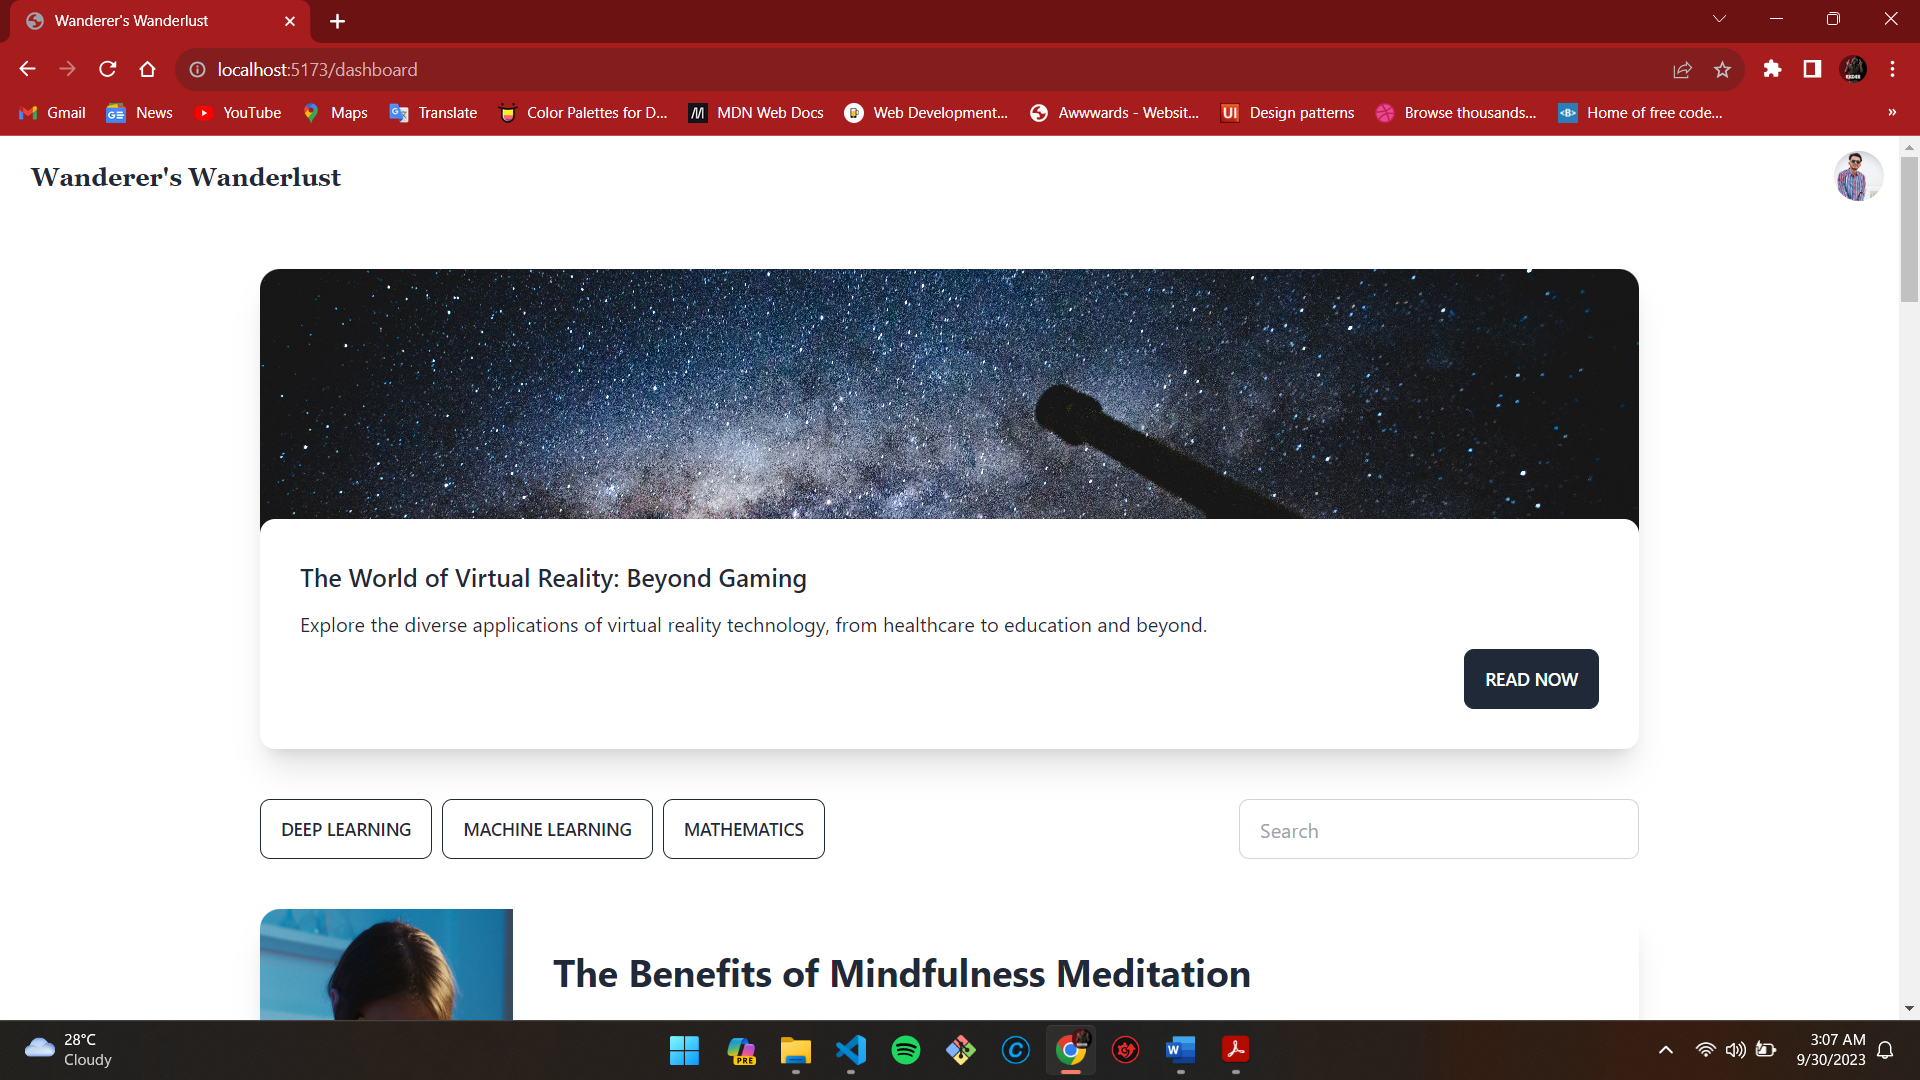 Wanderer's Wanderlust
localhost:5173/dashboard
Gmail News YouTube Maps Translate Color Palettes for D... MDN Web Docs Web Development... Awwwards - Websit... UI Design patterns Browse thousands... <B> Home of free code... »
Wanderer's Wanderlust
The World of Virtual Reality: Beyond Gaming
Explore the diverse applications of virtual reality technology, from healthcare to education and beyond.
READ NOW
DEEP LEARNING MACHINE LEARNING MATHEMATICS Search
The Benefits of Mindfulness Meditation
28°C
Cloudy
PRE
3:07 AM
9/30/2023